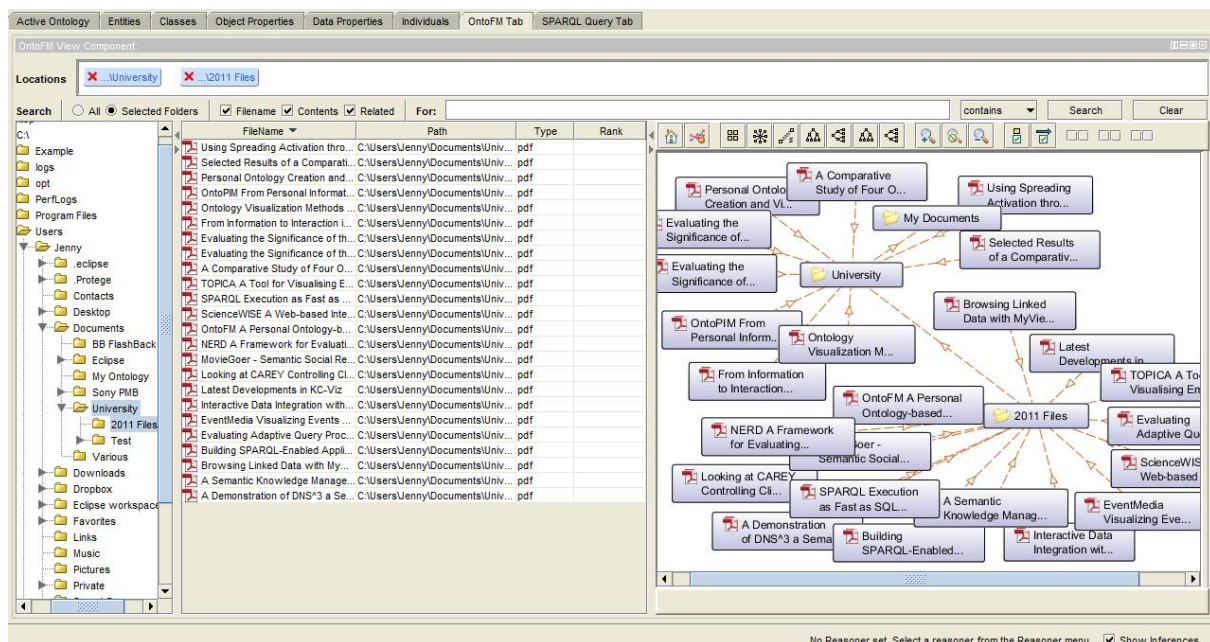 Active Ontology Entities Classes Object Properties Data Properties Individuals OntoFM Tab SPARQL Query Tab
OntoFM View Component:
Locations ...\University ...\2011 Files
Search All Selected Folders Filename Contents Related For: contains Search Clear
C:\
Example
logs
opt
PerfLogs
Program Files
Users
Jenny
.eclipse
.Protege
Contacts
Desktop
Documents
BB FlashBack
Eclipse
My Ontology
Sony PMB
University
2011 Files
Test
Various
Downloads
Dropbox
Eclipse workspace
Favorites
Links
Music
Pictures
Private
FileName Path Type Rank
Using Spreading Activation thro... C:\Users\Jenny\Documents\Univ... pdf
Selected Results of a Comparati... C:\Users\Jenny\Documents\Univ... pdf
Personal Ontology Creation and... C:\Users\Jenny\Documents\Univ... pdf
OntoPIM From Personal Informat... C:\Users\Jenny\Documents\Univ... pdf
Ontology Visualization Methods ... C:\Users\Jenny\Documents\Univ... pdf
From Information to Interaction i... C:\Users\Jenny\Documents\Univ... pdf
Evaluating the Significance of th... C:\Users\Jenny\Documents\Univ... pdf
Evaluating the Significance of th... C:\Users\Jenny\Documents\Univ... pdf
A Comparative Study of Four O... C:\Users\Jenny\Documents\Univ... pdf
TOPICA A Tool for Visualising E... C:\Users\Jenny\Documents\Univ... pdf
SPARQL Execution as Fast as ... C:\Users\Jenny\Documents\Univ... pdf
ScienceWISE A Web-based Inte... C:\Users\Jenny\Documents\Univ... pdf
OntoFM A Personal Ontology-b... C:\Users\Jenny\Documents\Univ... pdf
NERD A Framework for Evaluati... C:\Users\Jenny\Documents\Univ... pdf
MovieGoer - Semantic Social Re... C:\Users\Jenny\Documents\Univ... pdf
Looking at CAREY Controlling Cl... C:\Users\Jenny\Documents\Univ... pdf
Latest Developments in KC-Viz C:\Users\Jenny\Documents\Univ... pdf
Interactive Data Integration with... C:\Users\Jenny\Documents\Univ... pdf
EventMedia Visualizing Events ... C:\Users\Jenny\Documents\Univ... pdf
Evaluating Adaptive Query Proc... C:\Users\Jenny\Documents\Univ... pdf
Building SPARQL-Enabled Appli... C:\Users\Jenny\Documents\Univ... pdf
Browsing Linked Data with My... C:\Users\Jenny\Documents\Univ... pdf
A Semantic Knowledge Manage... C:\Users\Jenny\Documents\Univ... pdf
A Demonstration of DNS^3 a Se... C:\Users\Jenny\Documents\Univ... pdf
A Comparative
Study of Four O...
Personal Ontolo
Creation and Vi...
Using Spreading
Activation thro...
My Documents
Evaluating the
Significance of...
Selected Results
of a Comparativ...
Evaluating the
Significance of...
University
Browsing Linked
Data with MyVie...
OntoPIM From
Personal Inform...
Ontology
Visualization M...
Latest
Developments in
From Information
to Interaction...
TOPICA A To
Visualising Em
OntoFM A Personal
Ontology-based...
2011 Files
NERD A Framework
for Evaluating...
Goer -
Semantic Social...
Evaluating
Adaptive Qu
ScienceWIS
Web-based
Looking at CAREY
Controlling Cli...
SPARQL Execution
as Fast as SQL...
A Semantic
Knowledge Manag...
EventMedia
Visualizing Eve...
A Demonstration
of DNS^3 a Sema
Building
SPARQL-Enabled...
Interactive Data
Integration wit...
No Reasoner set. Select a reasoner from the Reasoner menu Show Inferences